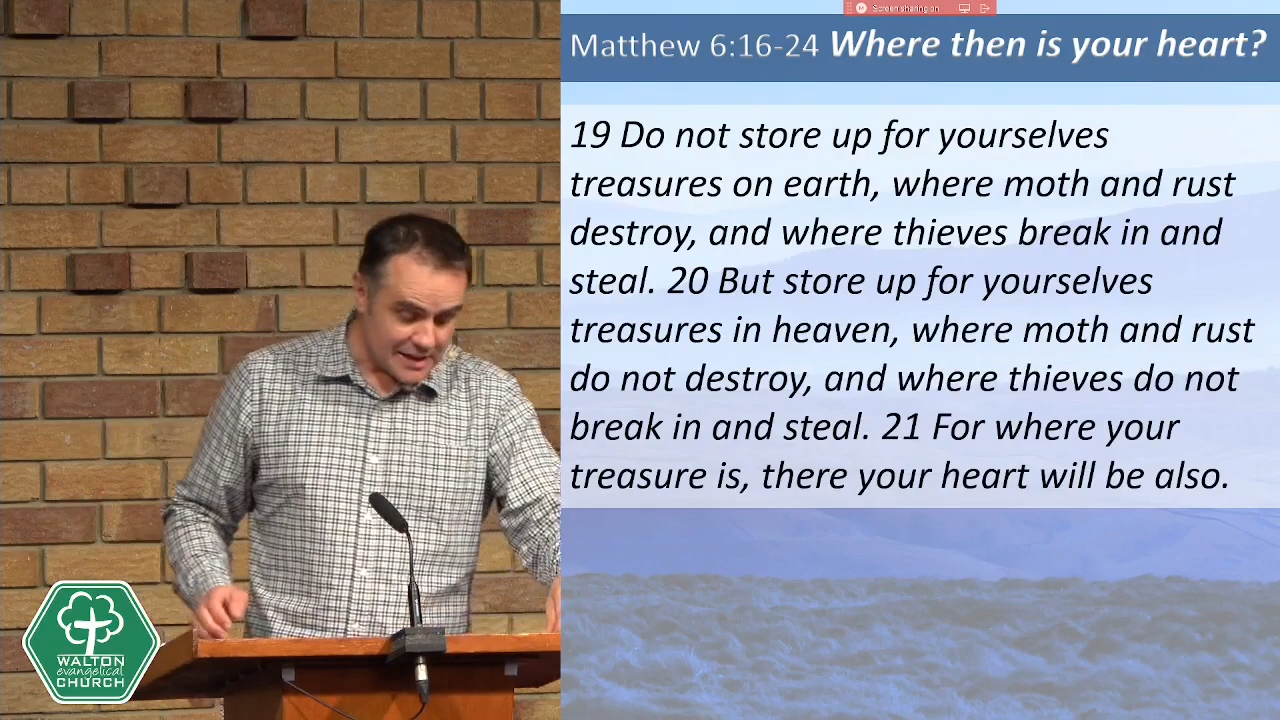 Screen sharing on
Matthew 6:16-24 Where then is your heart?
19 Do not store up for yourselves
treasures on earth, where moth and rust
destroy, and where thieves break in and
steal. 20 But store up for yourselves
treasures in heaven, where moth and rust
do not destroy, and where thieves do not
break in and steal. 21 For where your
treasure is, there your heart will be also.
WALTON
evangelical
CHURCH